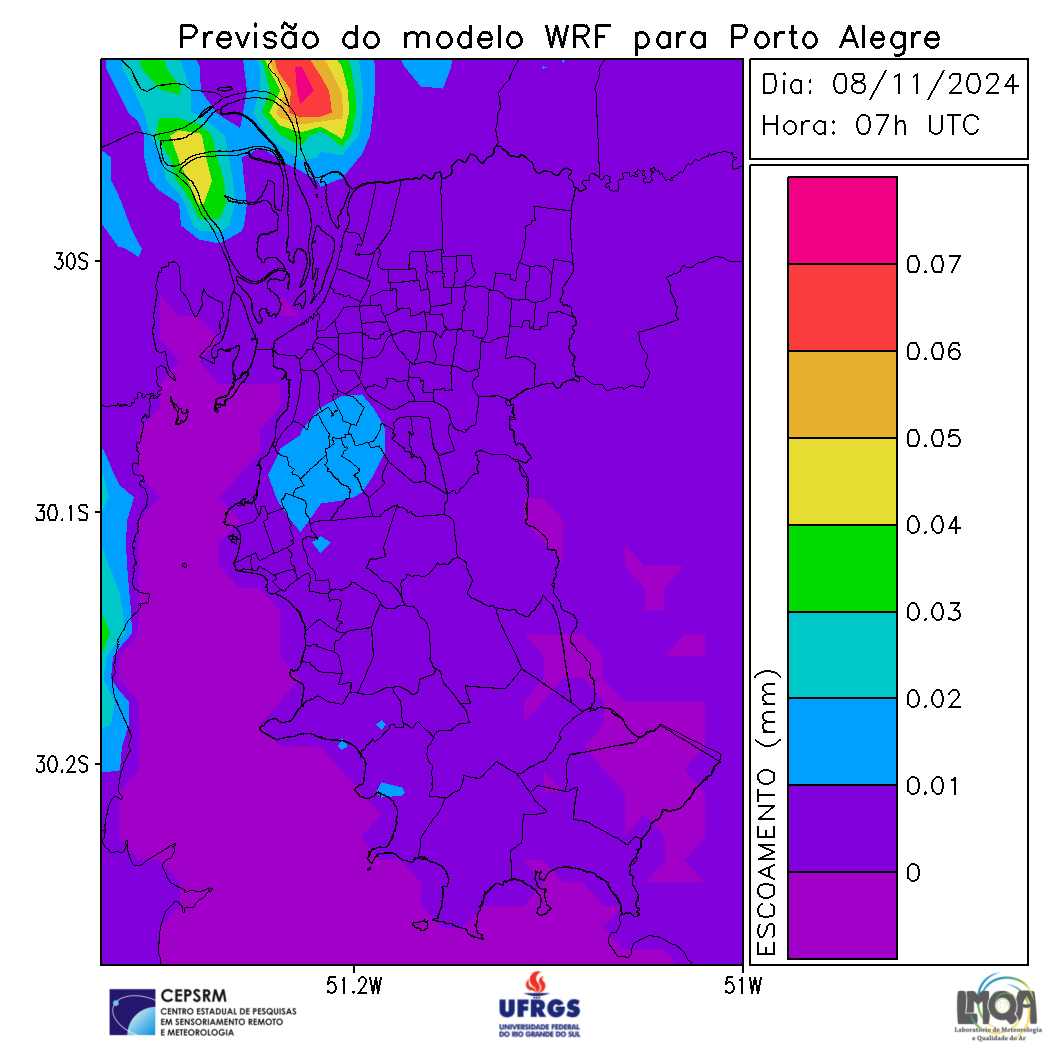 Previsão do modelo WRF para Porto Alegre
Dia: 08/11/2024
Hora: 07h UTC
30S
30.1S
30.2S
51.2W
51W
0.07
0.06
0.05
0.04
0.03
0.02
0.01
0
ESCOAMENTO (mm)
CEPSRM
CENTRO ESTADUAL DE PESQUISAS
EM SENSORIAMENTO REMOTO
E METEOROLOGIA
UFRGS
UNIVERSIDADE FEDERAL
DO RIO GRANDE DO SUL
LMQA
Laboratório de Meteorologia
e Qualidade do Ar